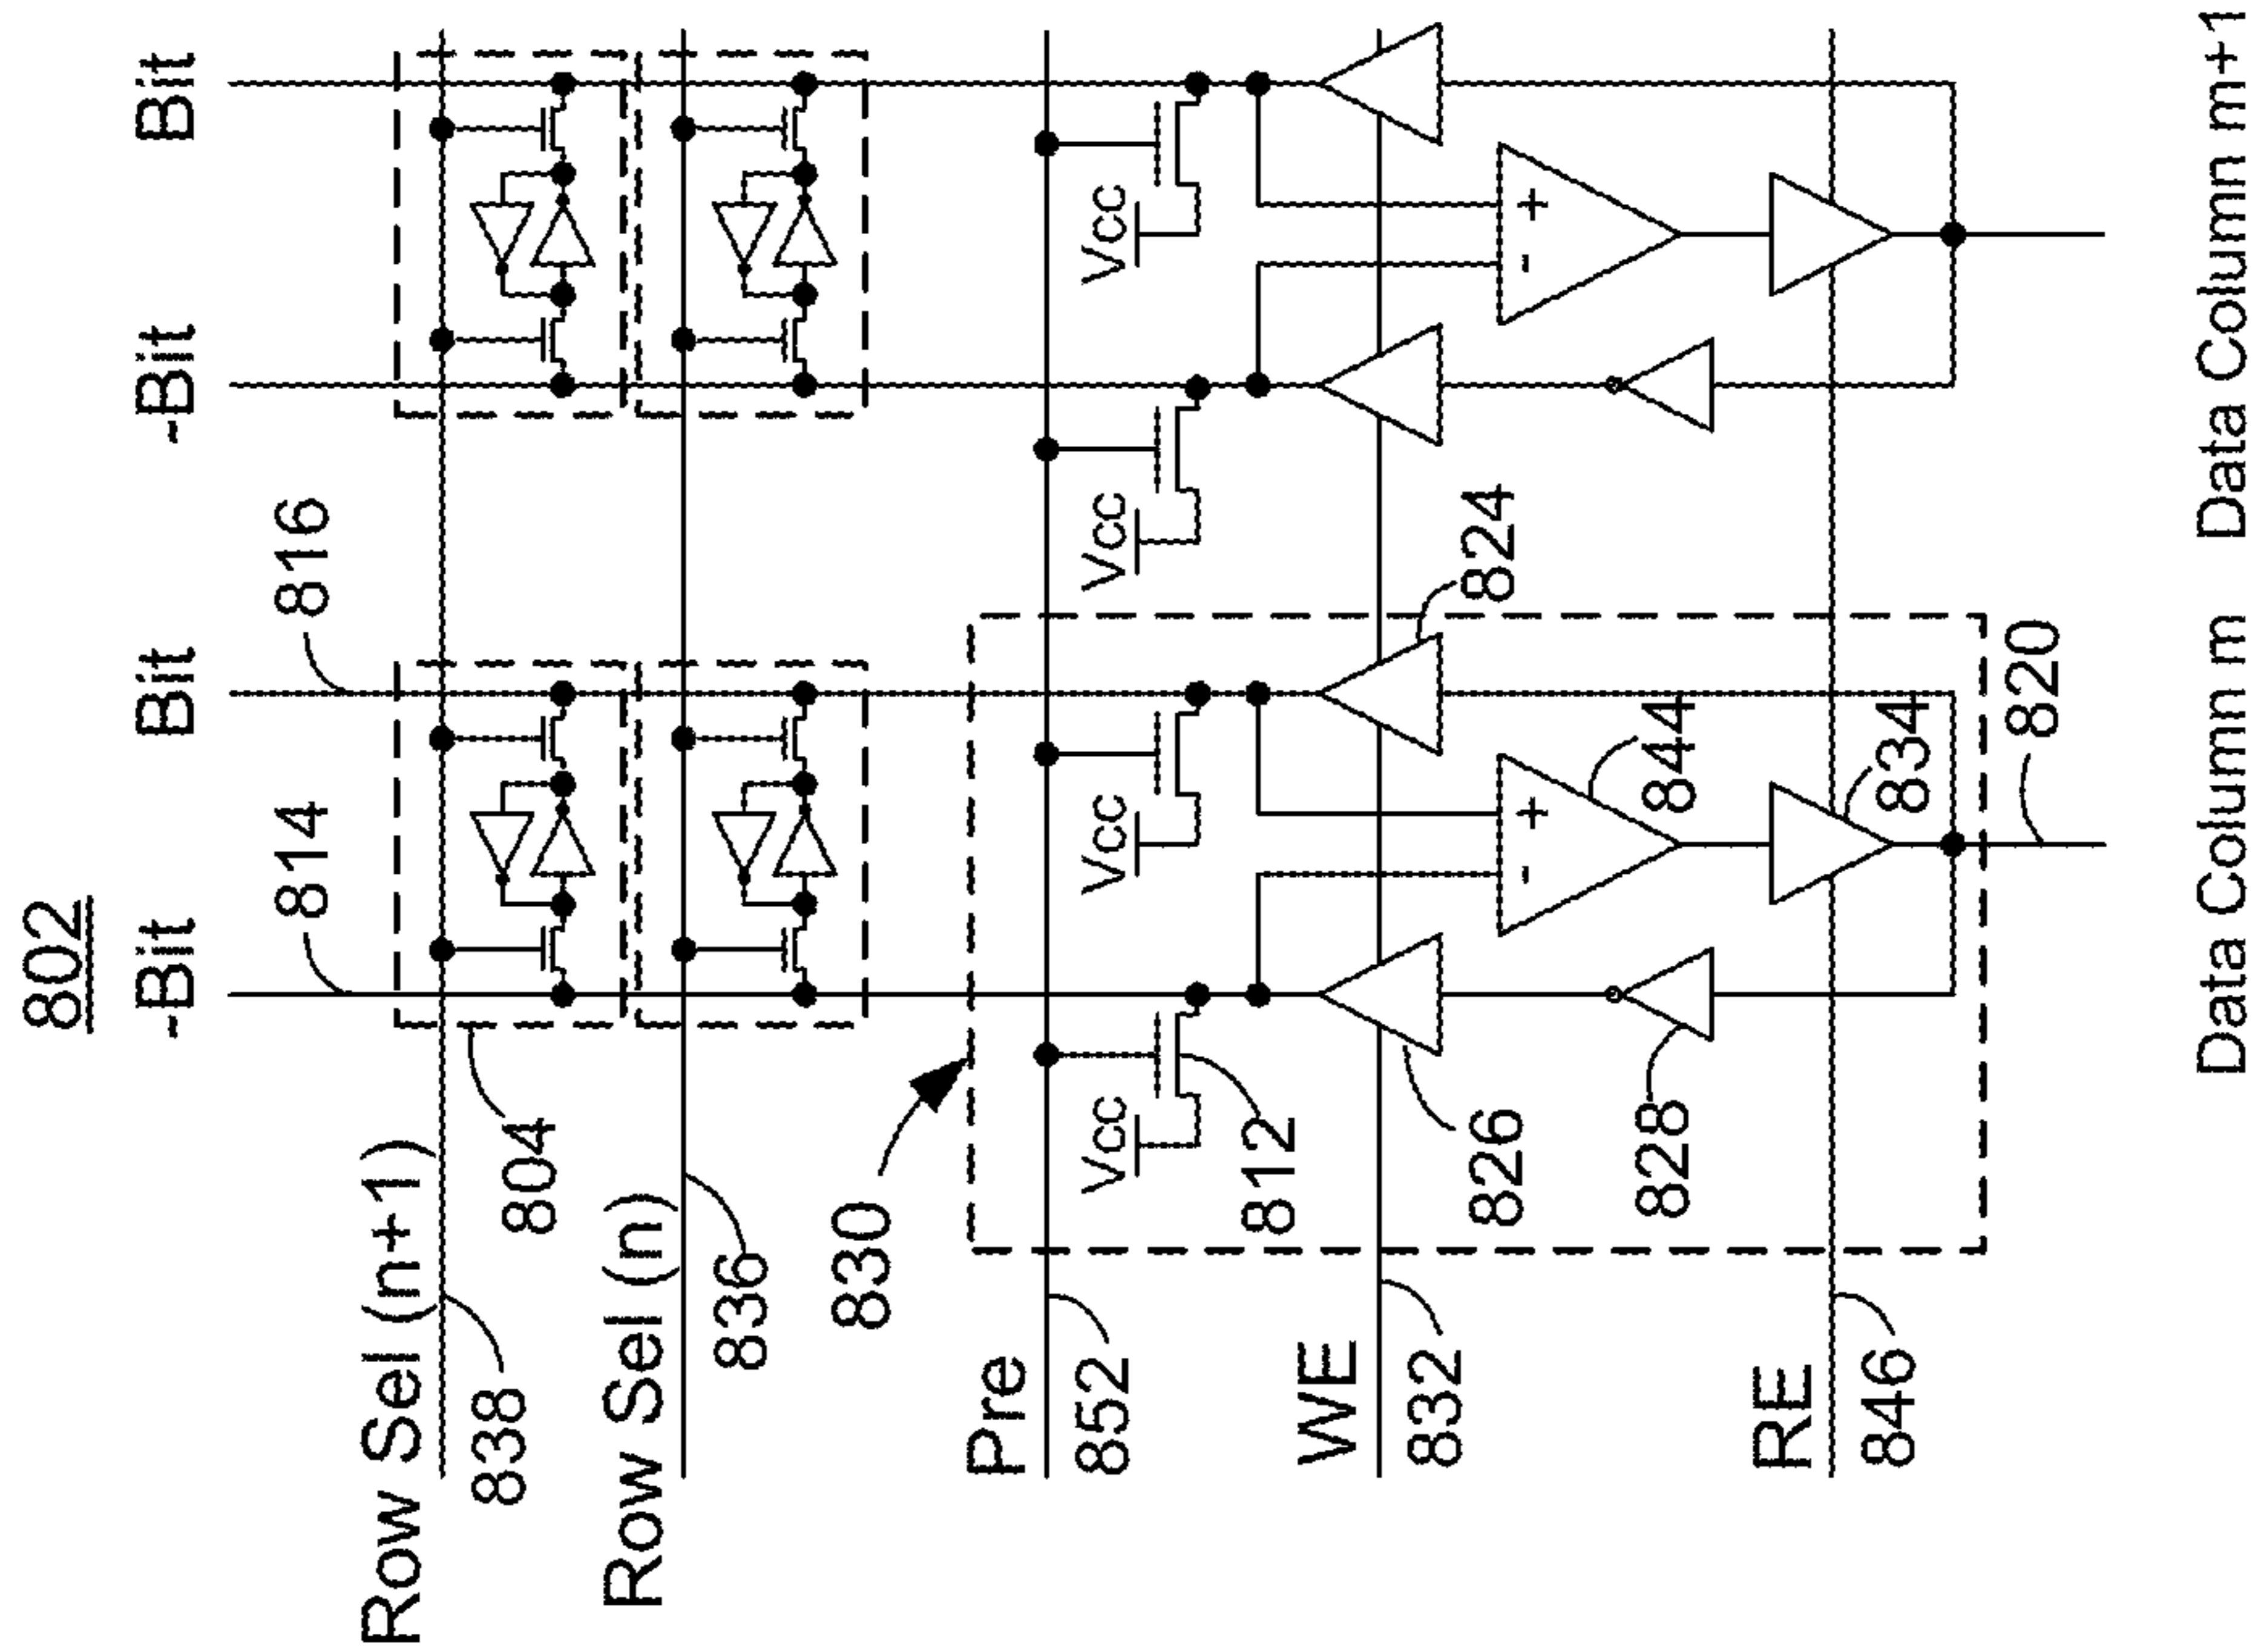 802
-Bit
Bit
-Bit
Bit
814
816
Row Sel (n+1)
838
804
Row Sel (n)
836
830
Pre
852
Vcc
Vcc
Vcc
Vcc
812
WE
832
826
824
- +
- +
828
844
RE
846
834
820
Data Column m
Data Column m+1